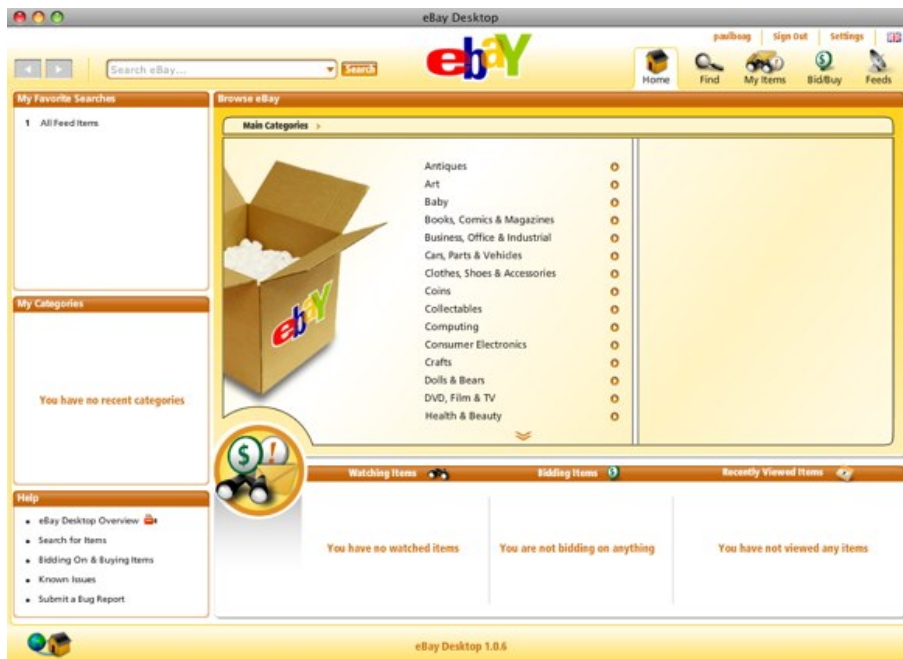 eBay Desktop
paulboag
Sign Out
Settings
Search eBay...
Search
ebaY
Home
Find
My Items
Bid/Buy
Feeds
My Favorite Searches
1 All Feed Items
My Categories
You have no recent categories
Help
eBay Desktop Overview
Search for Items
Bidding On & Buying Items
Known Issues
Submit a Bug Report
Browse eBay
Main Categories >
Antiques
Art
Baby
Books, Comics & Magazines
Business, Office & Industrial
Cars, Parts & Vehicles
Clothes, Shoes & Accessories
Coins
Collectables
Computing
Consumer Electronics
Crafts
Dolls & Bears
DVD, Film & TV
Health & Beauty
ebaY
$ !
Watching Items
Bidding Items
Recently Viewed Items
You have no watched items
You are not bidding on anything
You have not viewed any items
eBay Desktop 1.0.6